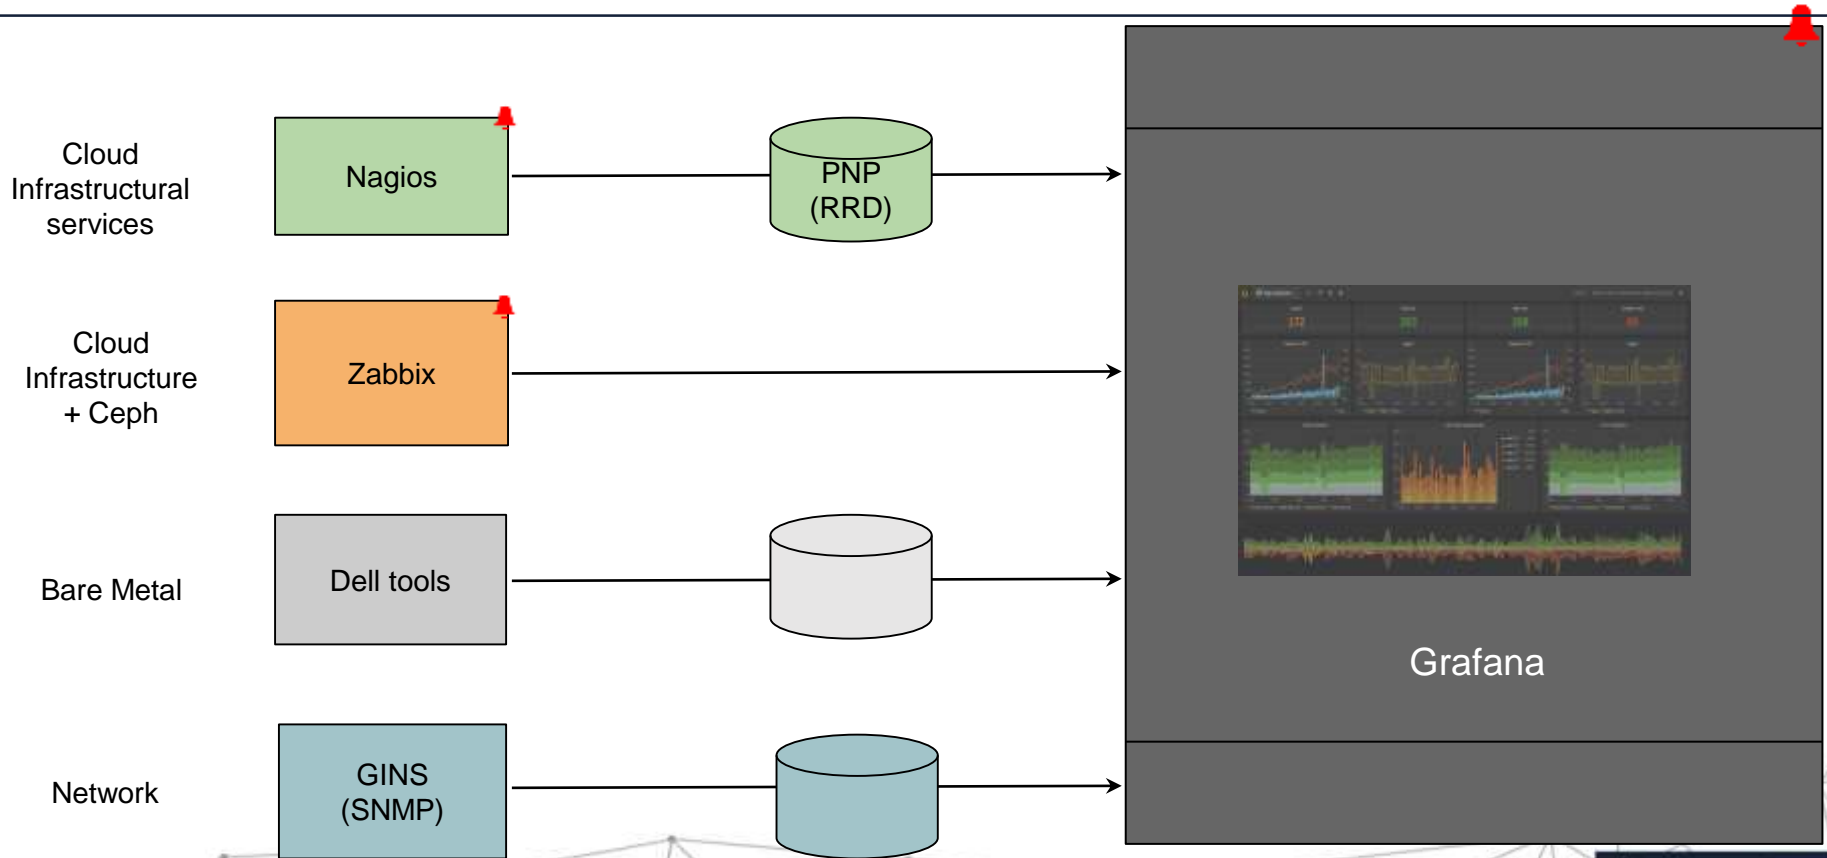 Cloud
Infrastructural
services
Nagios
PNP
(RRD)
Cloud
Infrastructure
+ Ceph
Zabbix
Bare Metal
Dell tools
Grafana
Network
GINS
(SNMP)